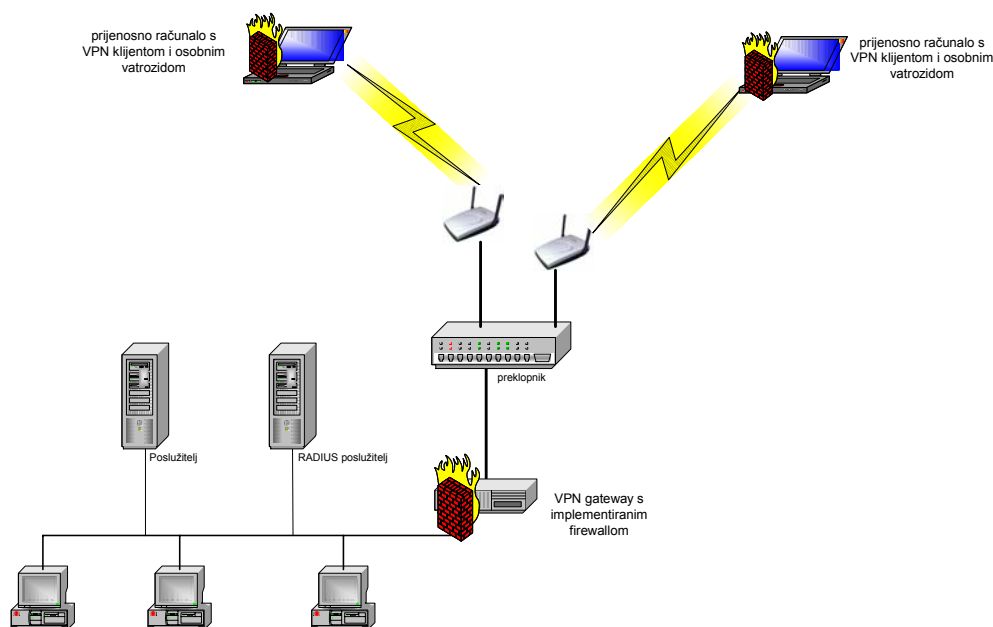 prijenosno računalo s
VPN klijentom i osobnim
vatrozidom
prijenosno računalo s
VPN klijentom i osobnim
vatrozidom
preklopnik
Poslužitelj
RADIUS poslužitelj
VPN gateway s
implementiranim
firewallom